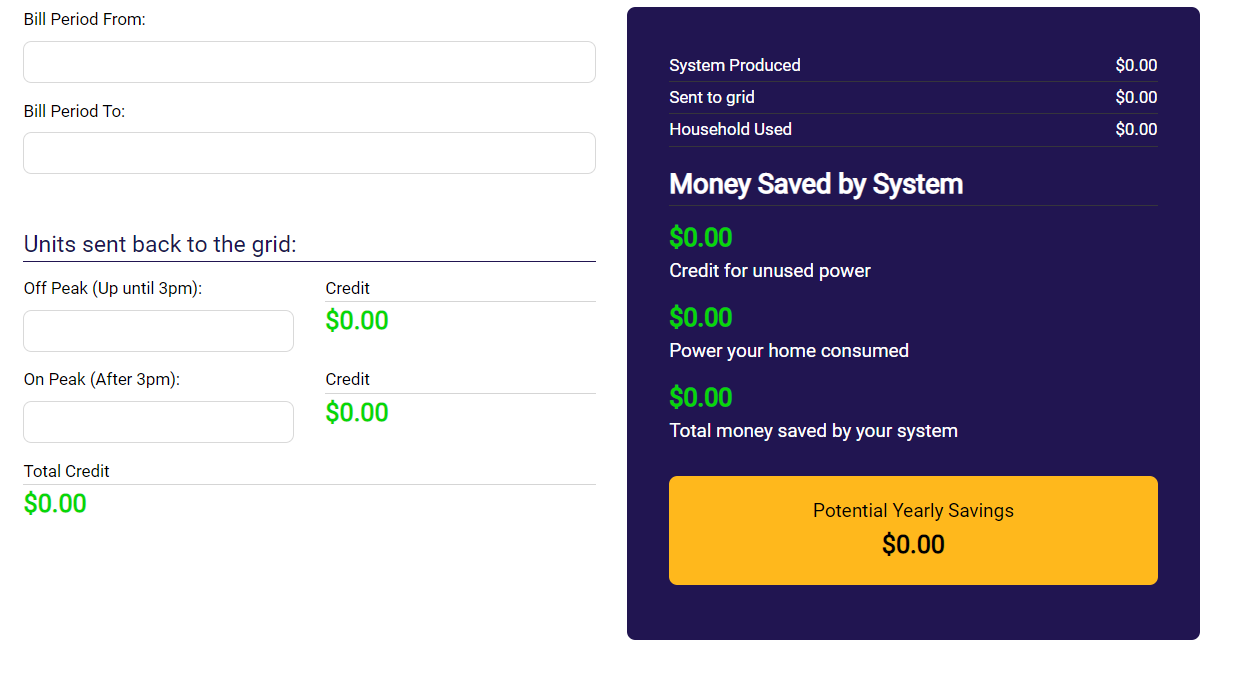 Bill Period From:
Bill Period To:
Units sent back to the grid:
Off Peak (Up until 3pm):
Credit
$0.00
On Peak (After 3pm):
Credit
$0.00
Total Credit
$0.00
System Produced $0.00
Sent to grid $0.00
Household Used $0.00
Money Saved by System
$0.00
Credit for unused power
$0.00
Power your home consumed
$0.00
Total money saved by your system
Potential Yearly Savings
$0.00